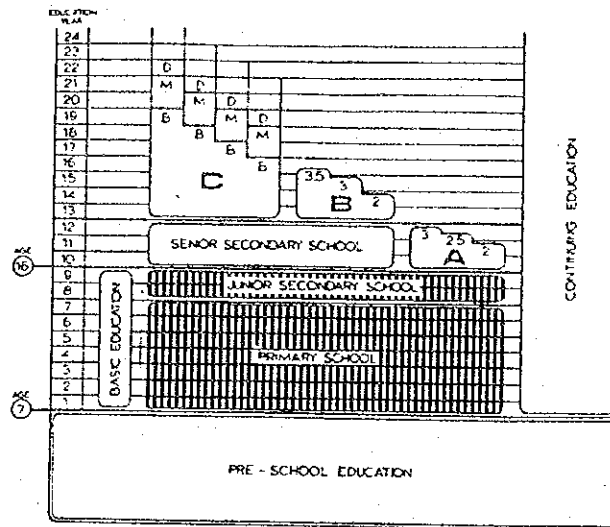 EDUCATION
YEAR
24
23
22 D
21 M D
20 M D
19 B M D
18 B M
17 B
16 B
15 3.5 3
14 C B 2
13
12 3
11 SENOR SECONDARY SCHOOL 2.5 2
10 A
AGE
16
9
8 JUNIOR SECONDARY SCHOOL
7
6
5
4 PRIMARY SCHOOL
3
2
1
AGE
7
BASIC EDUCATION
CONTINUING EDUCATION
PRE - SCHOOL EDUCATION